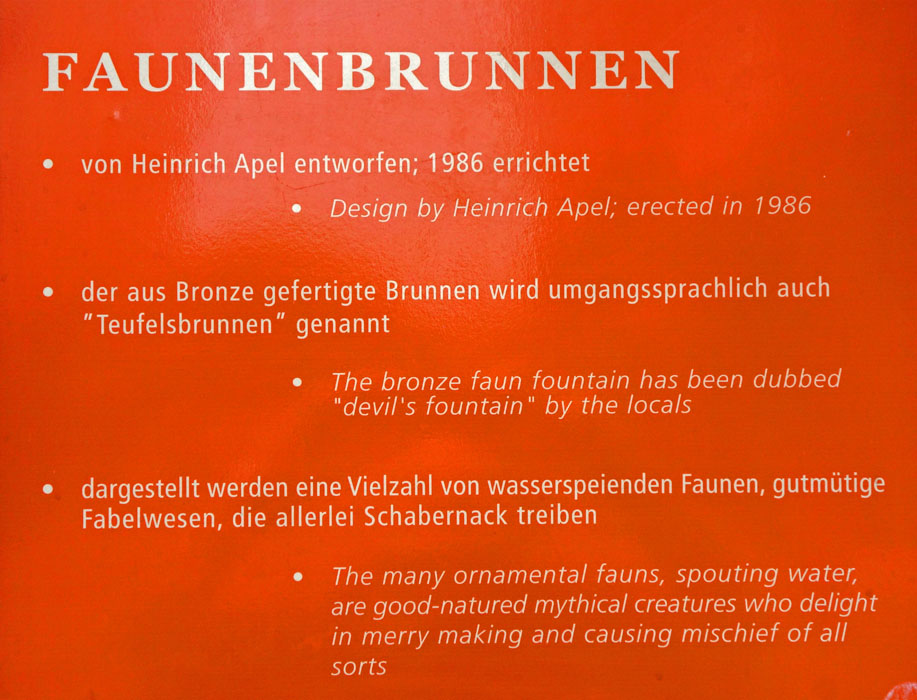 FAUNENBRUNNEN
• von Heinrich Apel entworfen; 1986 errichtet
• Design by Heinrich Apel; erected in 1986
• der aus Bronze gefertigte Brunnen wird umgangssprachlich auch
"Teufelsbrunnen" genannt
• The bronze faun fountain has been dubbed
"devil's fountain" by the locals
• dargestellt werden eine Vielzahl von wasserspeienden Faunen, gutmütige
Fabelwesen, die allerlei Schabernack treiben
• The many ornamental fauns, spouting water,
are good-natured mythical creatures who delight
in merry making and causing mischief of all
sorts